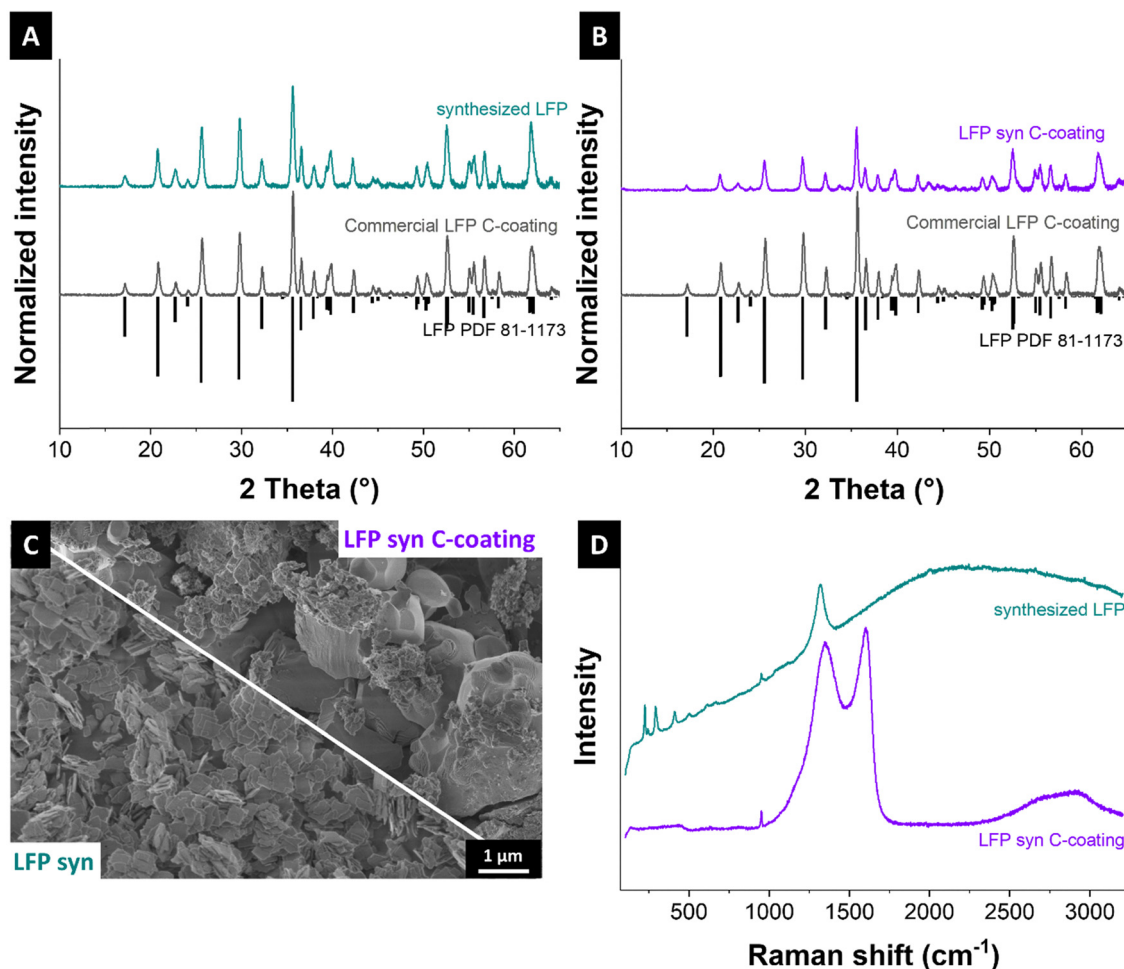 A
synthesized LFP
Commercial LFP C-coating
LFP PDF 81-1173
Normalized intensity
10 20 30 40 50 60
2 Theta (°)
B
LFP syn C-coating
Commercial LFP C-coating
LFP PDF 81-1173
Normalized intensity
10 20 30 40 50 60
2 Theta (°)
C
LFP syn C-coating
LFP syn
1 µm
D
synthesized LFP
LFP syn C-coating
Intensity
500 1000 1500 2000 2500 3000
Raman shift (cm⁻¹)